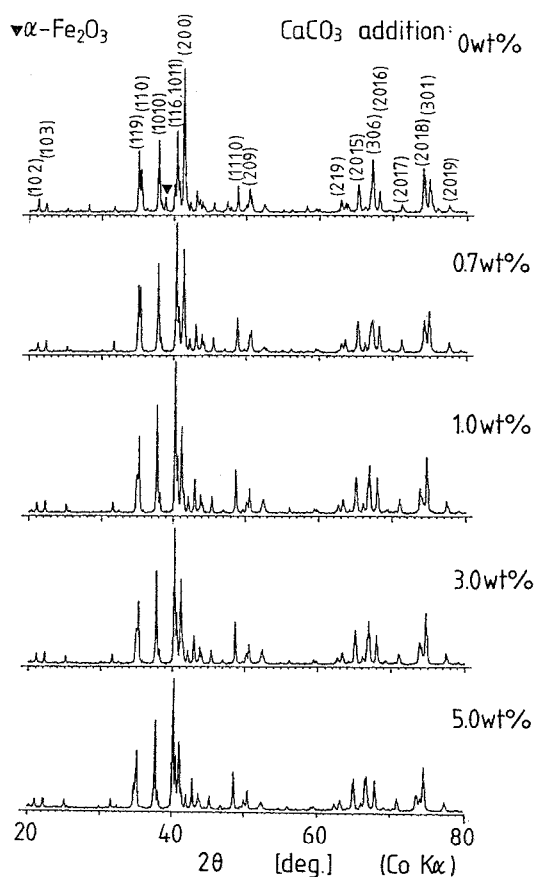 ▼α-Fe₂O₃
CaCO₃ addition: 0wt%
(102)
(103)
(119)
(110)
(1010)
(116,1011)
(200)
(1110)
(209)
(219)
(2015)
(306)
(2016)
(2017)
(2018)
(301)
(2019)
0.7wt%
1.0wt%
3.0wt%
5.0wt%
20 40 60 80
2θ [deg.] (Co Kα)